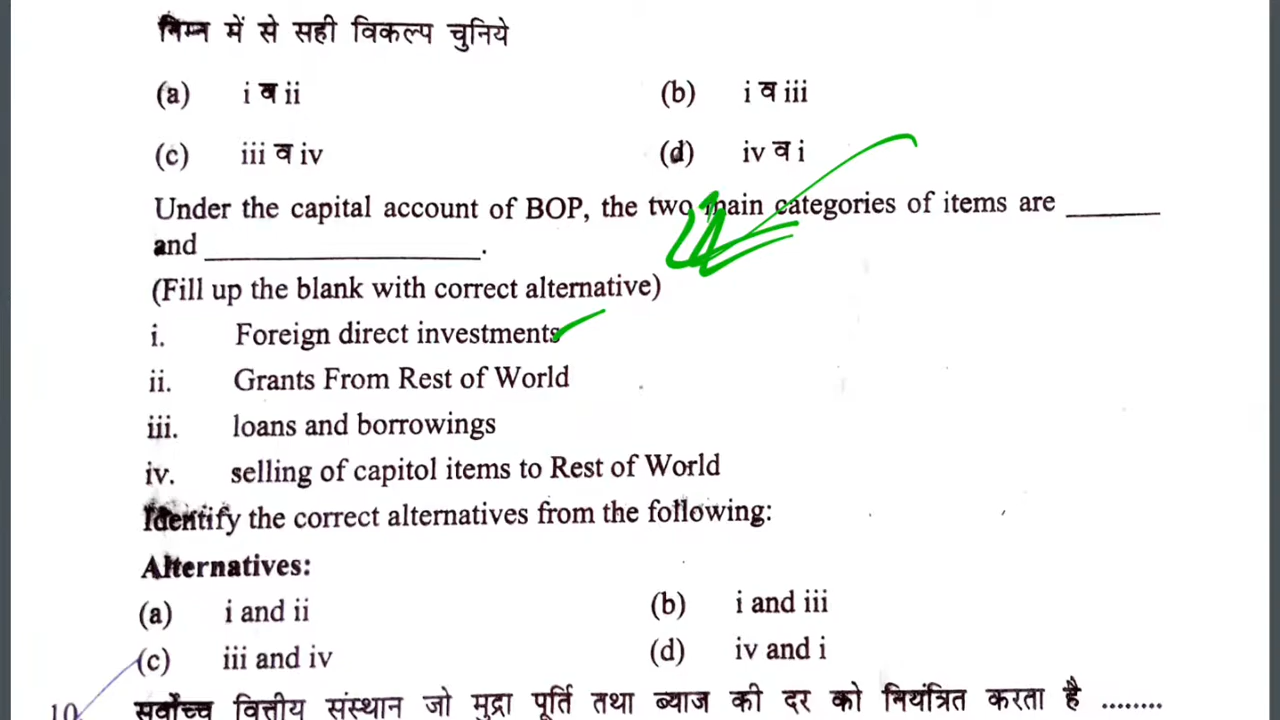 निम्न में से सही विकल्प चुनिये
(a) i व ii (b) i व iii
(c) iii व iv (d) iv व i
Under the capital account of BOP, the two main categories of items are ______
and __________________.
(Fill up the blank with correct alternative)
i. Foreign direct investments
ii. Grants From Rest of World
iii. loans and borrowings
iv. selling of capitol items to Rest of World
Identify the correct alternatives from the following:
Alternatives:
(a) i and ii (b) i and iii
(c) iii and iv (d) iv and i
10 सर्वोच्च वित्तीय संस्थान जो मुद्रा पूर्ति तथा ब्याज की दर को नियंत्रित करता है ........